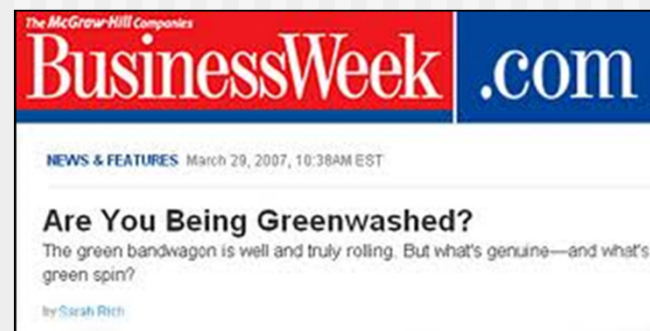 The McGraw-Hill Companies
BusinessWeek .com
NEWS & FEATURES March 29, 2007, 10:38AM EST
Are You Being Greenwashed?
The green bandwagon is well and truly rolling. But what's genuine—and what's
green spin?
by Sarah Rich